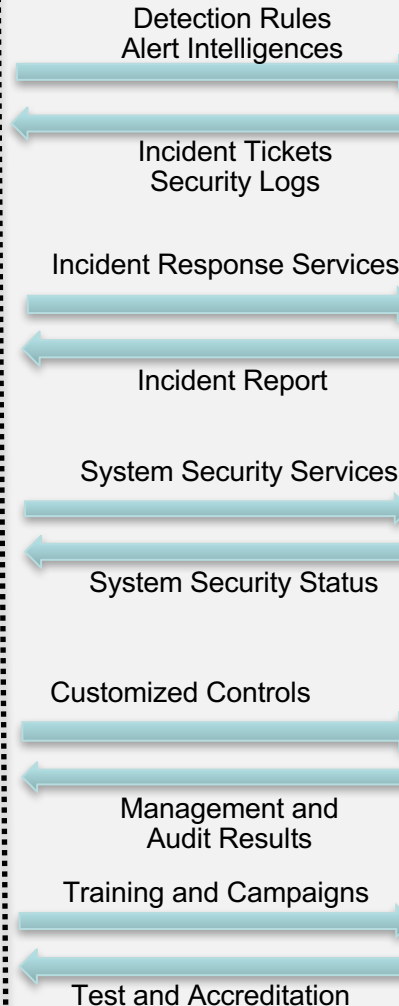 Detection Rules
Alert Intelligences
Incident Tickets
Security Logs
Incident Response Services
Incident Report
System Security Services
System Security Status
Customized Controls
Management and
Audit Results
Training and Campaigns
Test and Accreditation